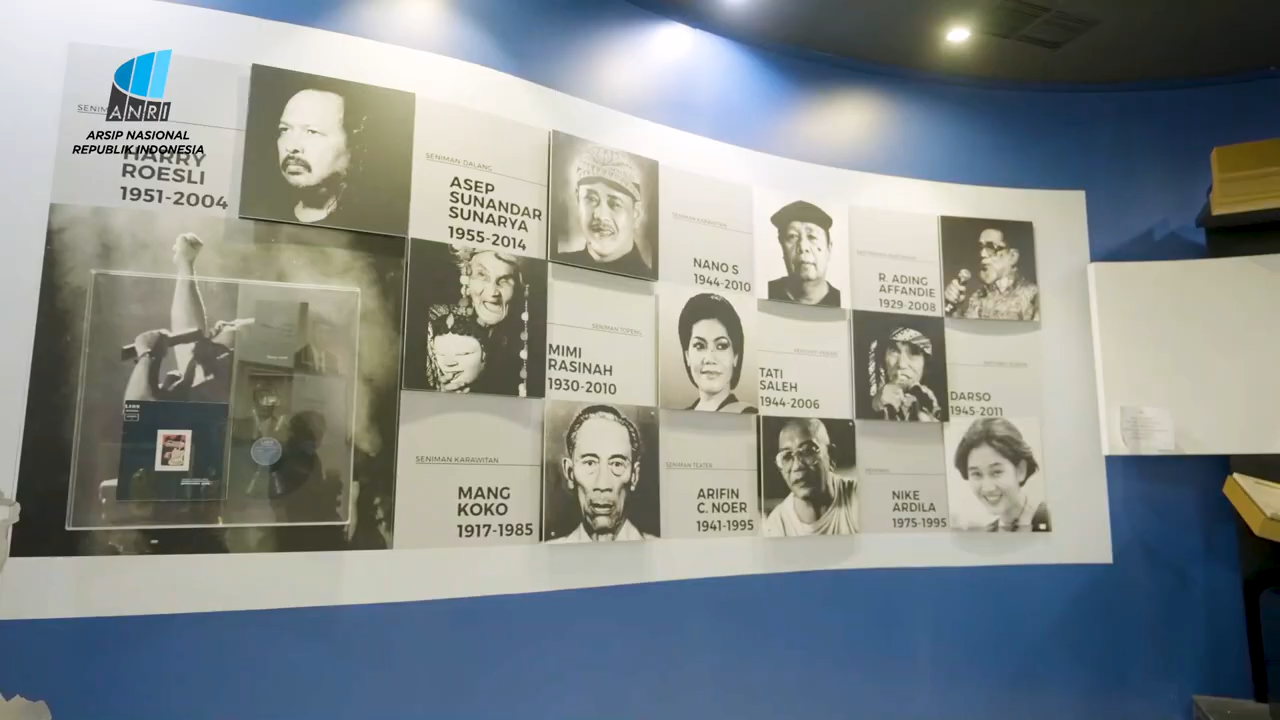 ANRI
ARSIP NASIONAL
REPUBLIK INDONESIA
HARRY
ROESLI
1951-2004
SENIMAN DALANG
ASEP
SUNANDAR
SUNARYA
1955-2014
SENIMAN KARAWITAN
NANO S
1944-2010
R. ADING
AFFANDIE
1929-2008
SENIMAN TOPENG
MIMI
RASINAH
1930-2010
TATI
SALEH
1944-2006
DARSO
1945-2011
SENIMAN KARAWITAN
MANG
KOKO
1917-1985
SENIMAN TEATER
ARIFIN
C. NOER
1941-1995
NIKE
ARDILA
1975-1995